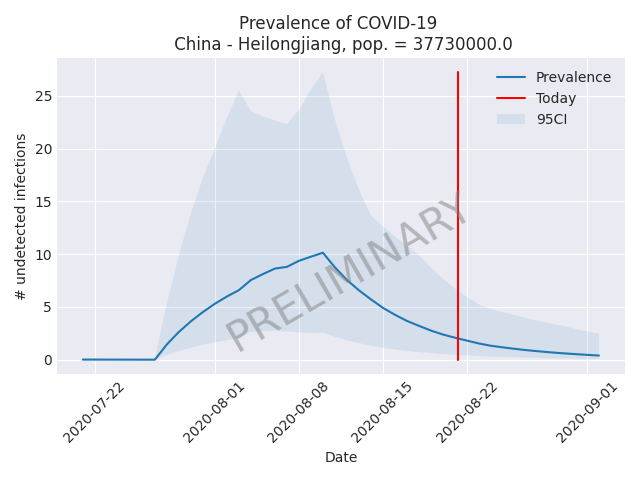 Prevalence of COVID-19
China - Heilongjiang, pop. = 37730000.0
Prevalence
Today
95CI
25
20
15
10
5
0
# undetected infections
PRELIMINARY
2020-07-22
2020-08-01
2020-08-08
2020-08-15
2020-08-22
2020-09-01
Date